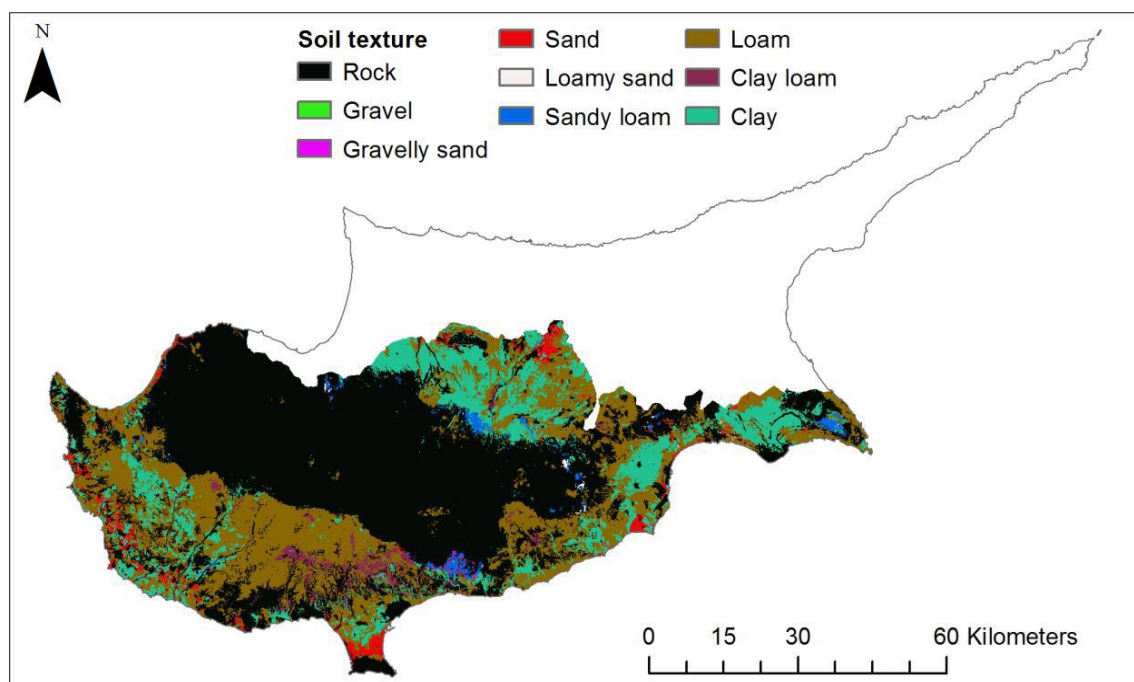 N
Soil texture
Rock
Gravel
Gravelly sand
Sand
Loamy sand
Sandy loam
Loam
Clay loam
Clay
0 15 30 60 Kilometers